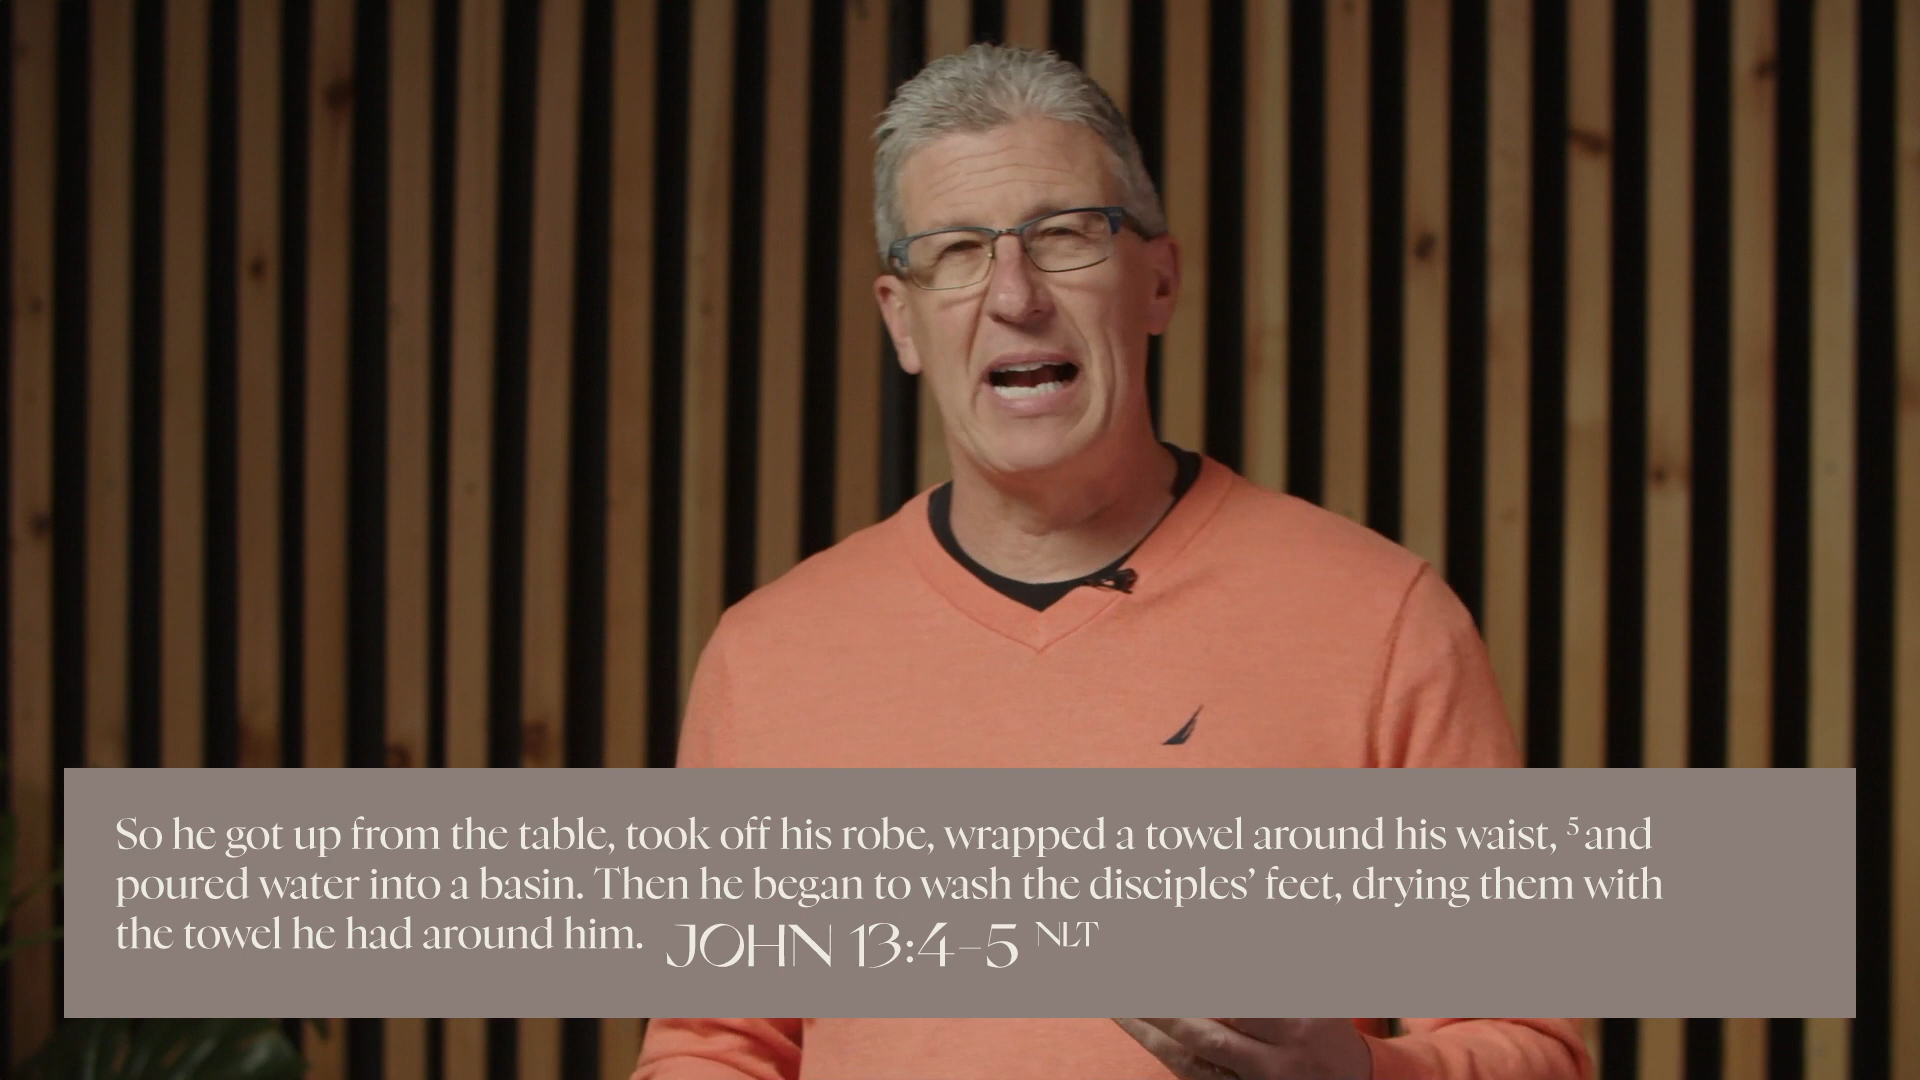 So he got up from the table, took off his robe, wrapped a towel around his waist, ⁵ and
poured water into a basin. Then he began to wash the disciples’ feet, drying them with
the towel he had around him. JOHN 13:4–5 NLT